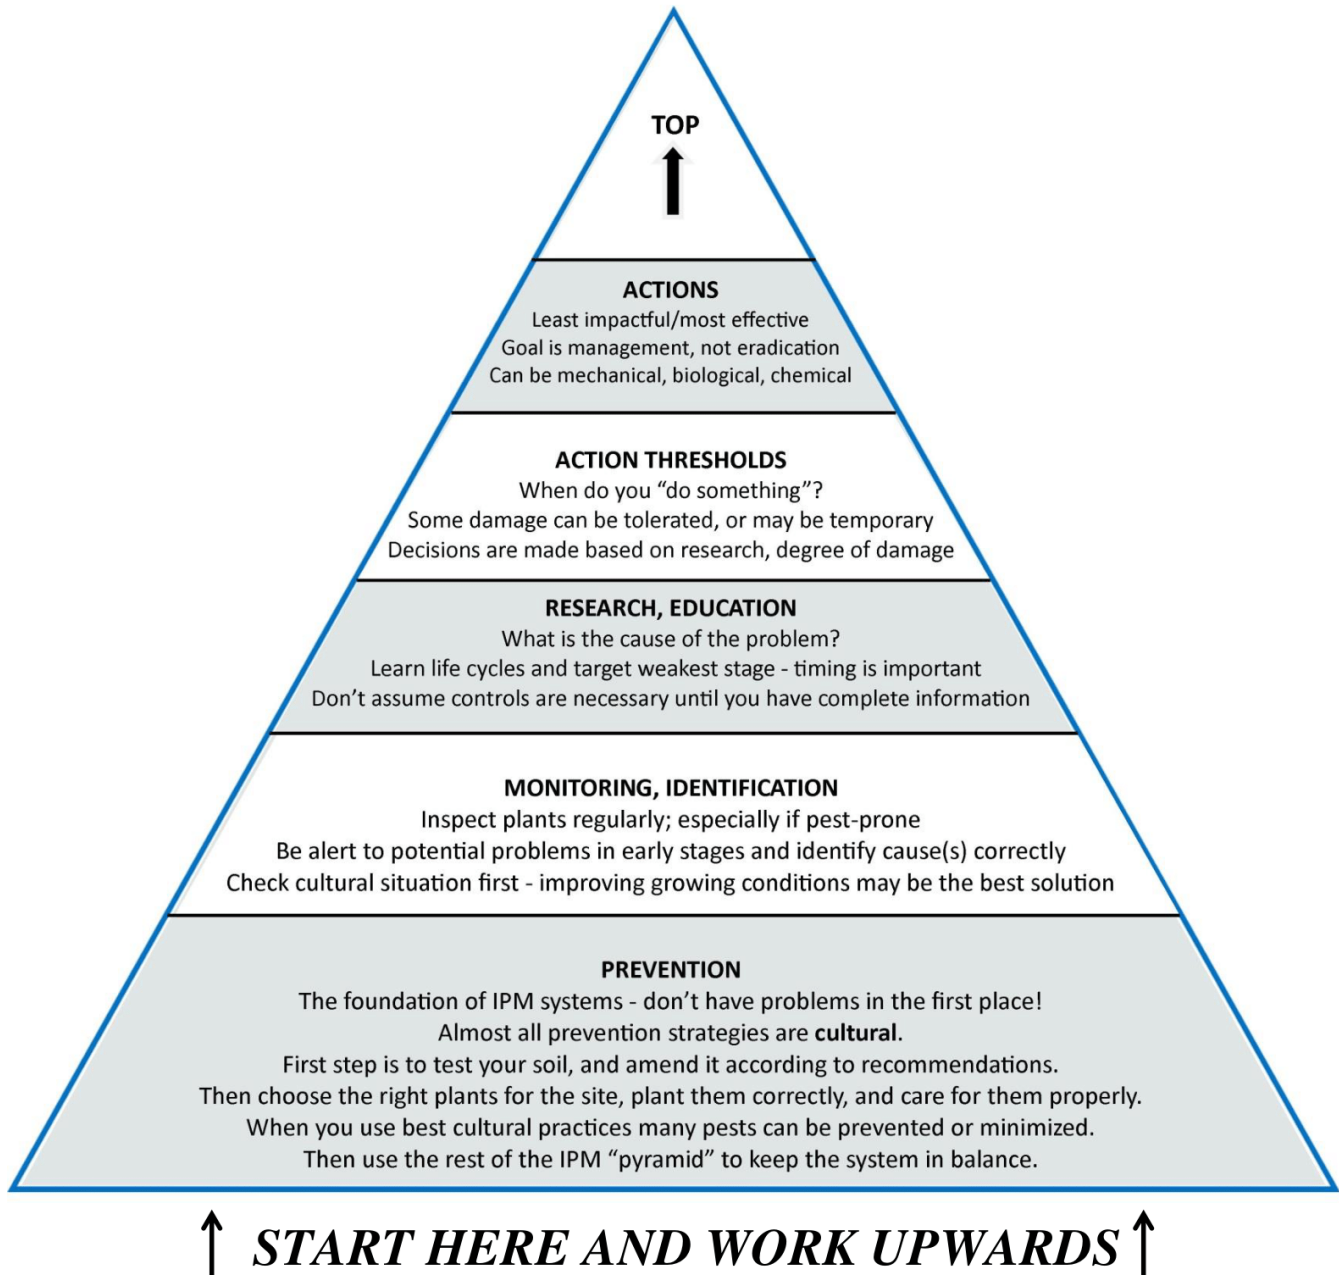 TOP
ACTIONS
Least impactful/most effective
Goal is management, not eradication
Can be mechanical, biological, chemical
ACTION THRESHOLDS
When do you “do something”?
Some damage can be tolerated, or may be temporary
Decisions are made based on research, degree of damage
RESEARCH, EDUCATION
What is the cause of the problem?
Learn life cycles and target weakest stage - timing is important
Don’t assume controls are necessary until you have complete information
MONITORING, IDENTIFICATION
Inspect plants regularly; especially if pest-prone
Be alert to potential problems in early stages and identify cause(s) correctly
Check cultural situation first - improving growing conditions may be the best solution
PREVENTION
The foundation of IPM systems - don’t have problems in the first place!
Almost all prevention strategies are cultural.
First step is to test your soil, and amend it according to recommendations.
Then choose the right plants for the site, plant them correctly, and care for them properly.
When you use best cultural practices many pests can be prevented or minimized.
Then use the rest of the IPM “pyramid” to keep the system in balance.
START HERE AND WORK UPWARDS